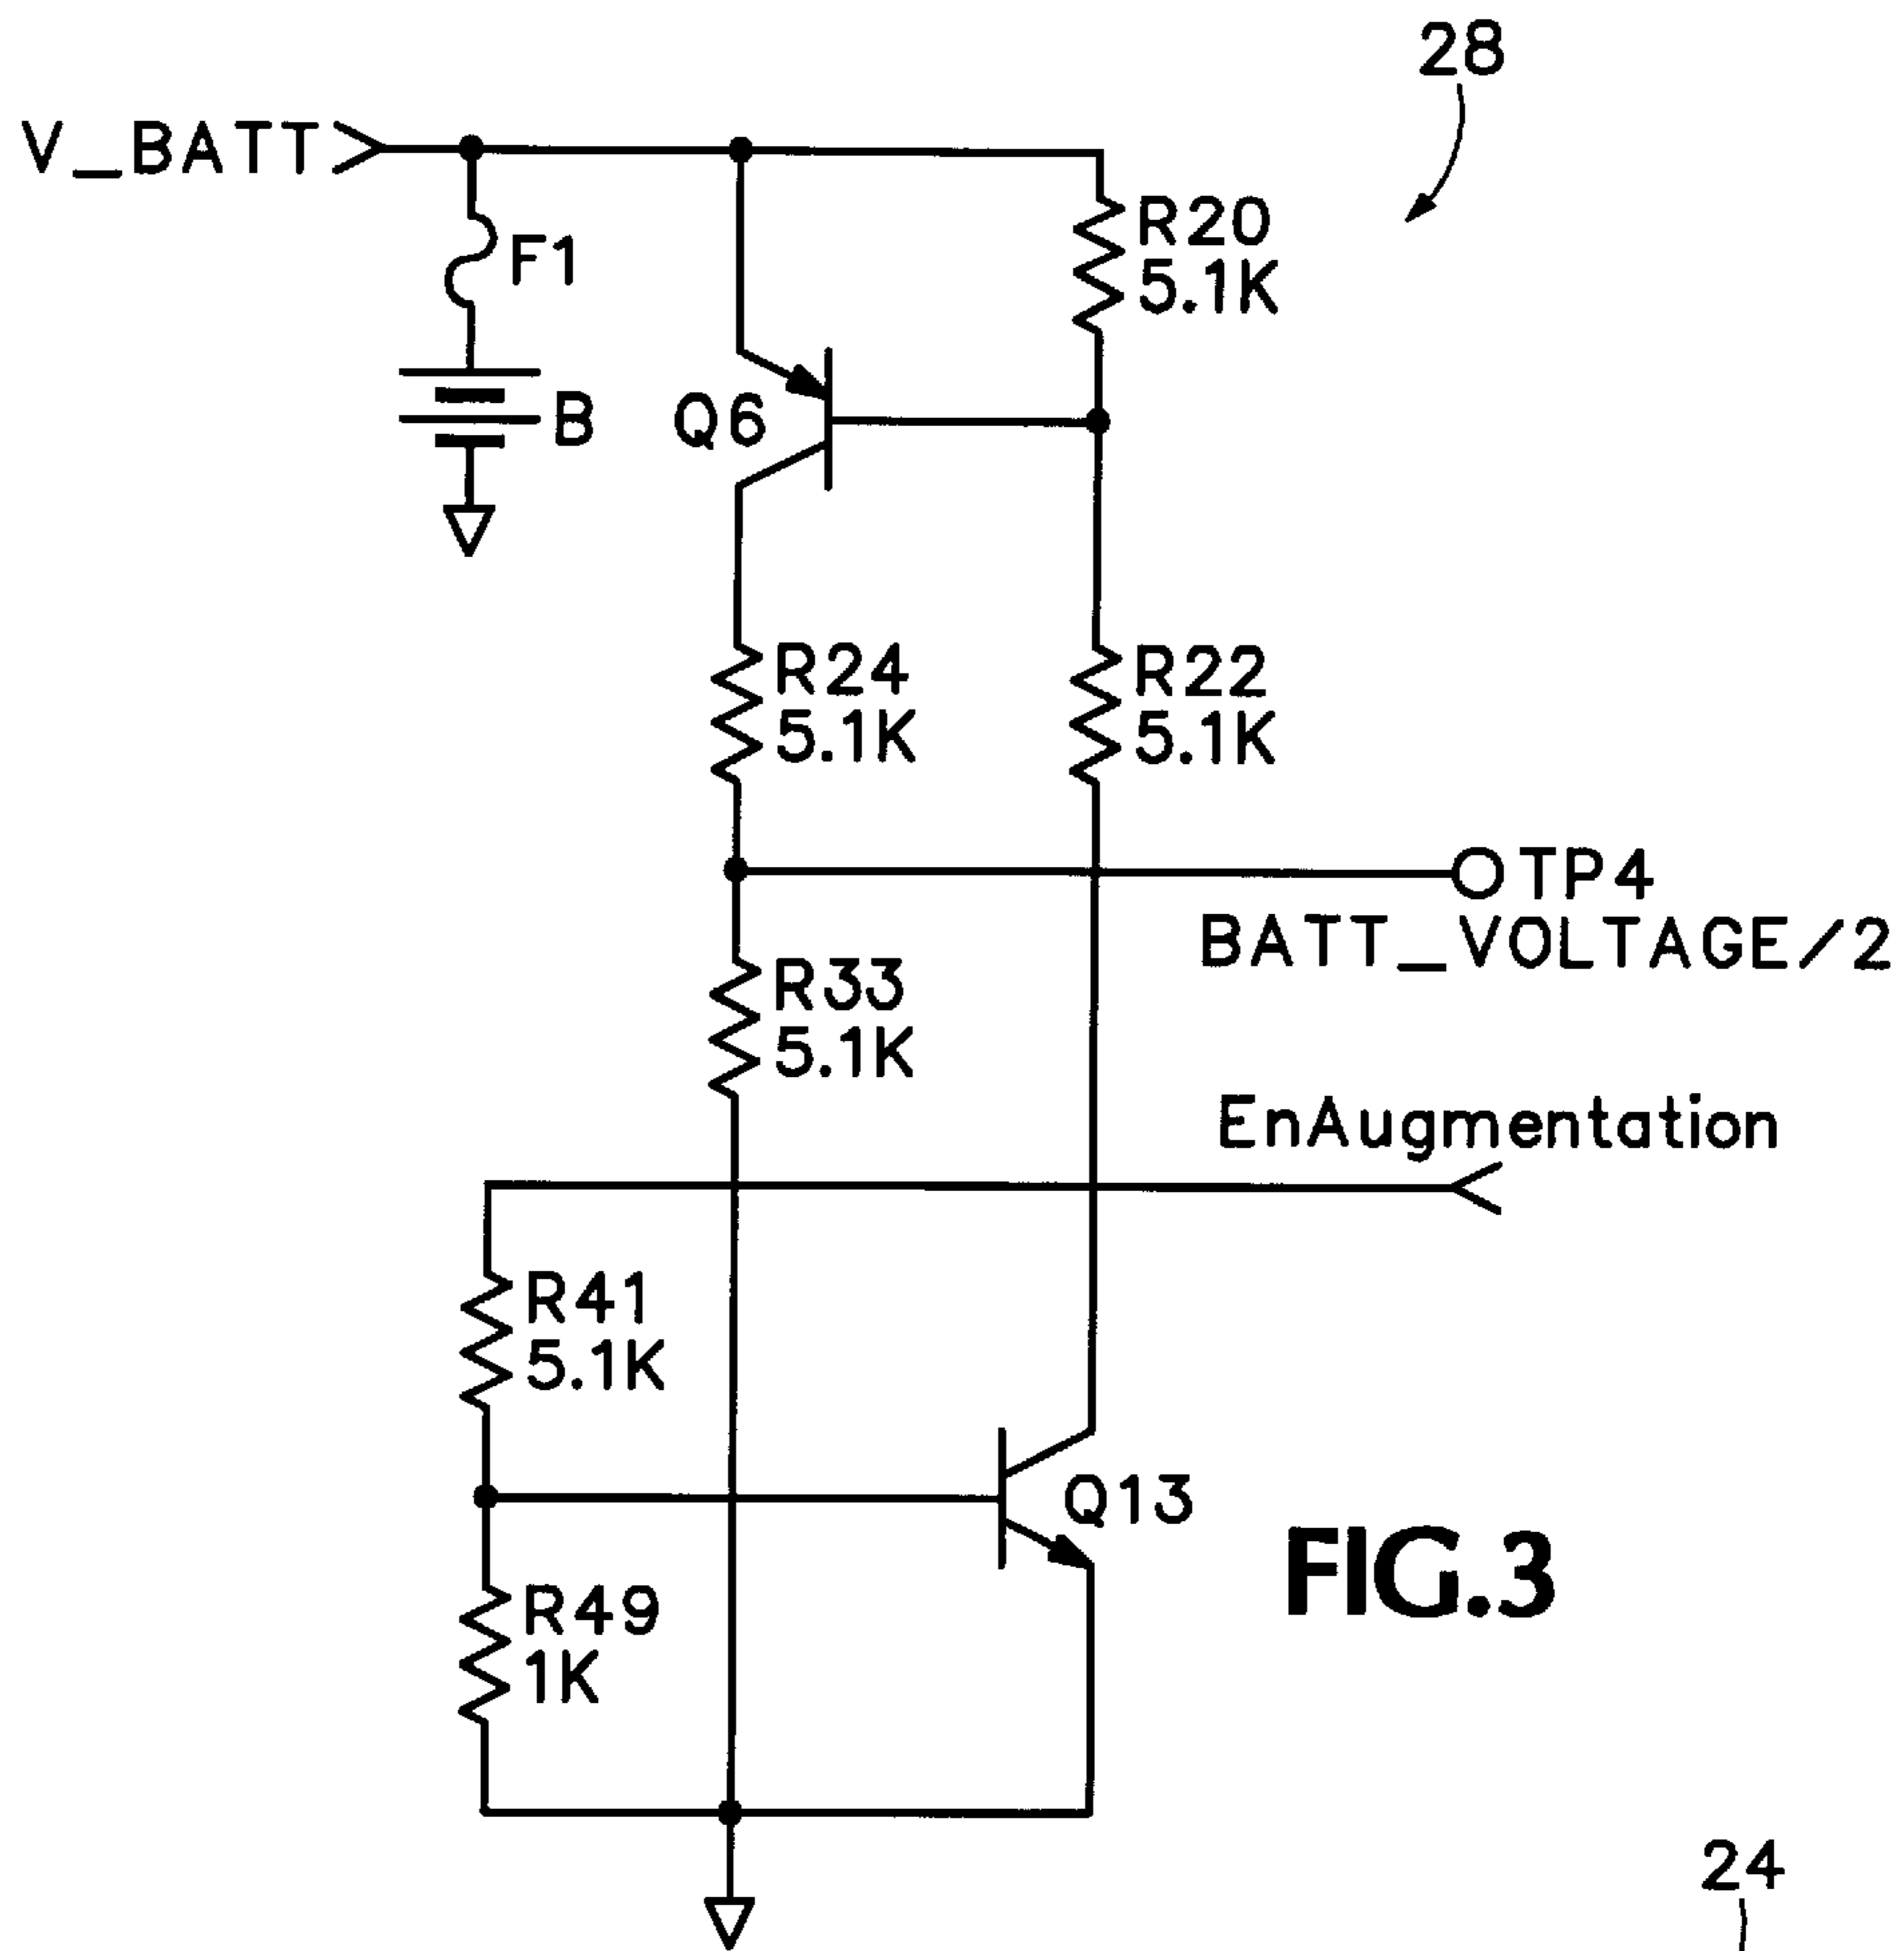 28
V_BATT
F1
B
R20
5.1K
Q6
R24
5.1K
R22
5.1K
TP4
BATT_VOLTAGE/2
R33
5.1K
EnAugmentation
R41
5.1K
Q13
R49
1K
FIG.3
24